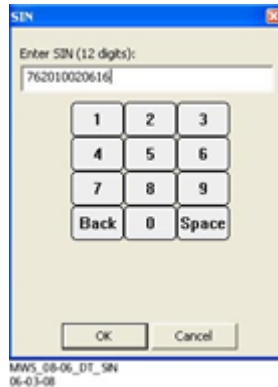 SIN
Enter SIN (12 digits):
762010020616
1 2 3
4 5 6
7 8 9
Back 0 Space
OK Cancel
MWS_08-06_DT_SIN
06-03-08